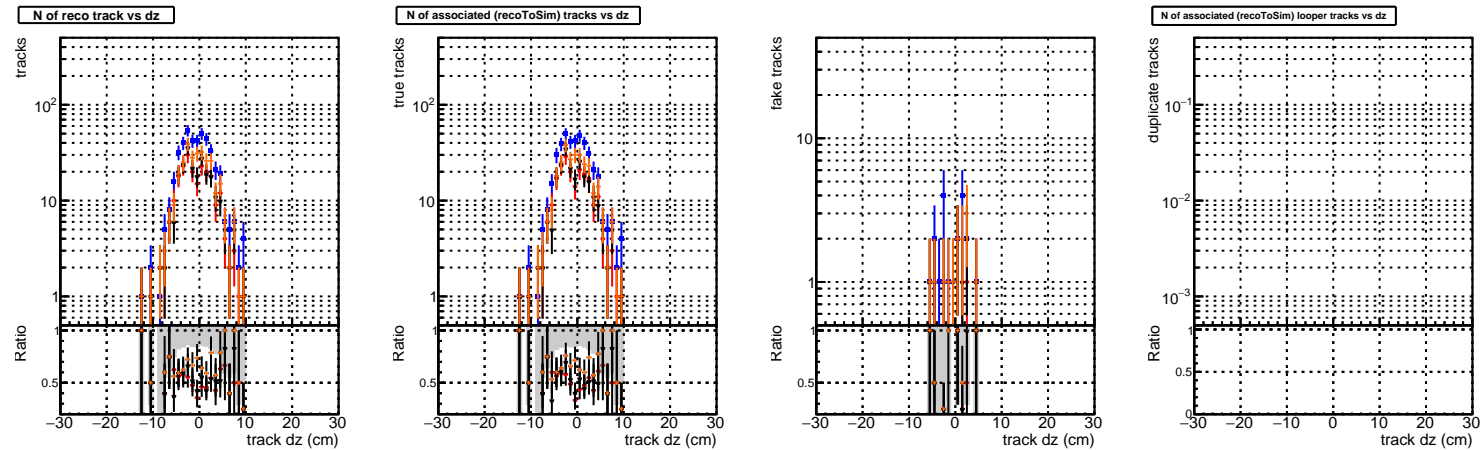 N of reco track vs dz
tracks
10²
10
1
Ratio
1
0.5
−30 −20 −10 0 10 20 30
track dz (cm)
N of associated (recoToSim) tracks vs dz
true tracks
10²
10
1
Ratio
1
0.5
−30 −20 −10 0 10 20 30
track dz (cm)
fake tracks
10
1
Ratio
1
0.5
−30 −20 −10 0 10 20 30
track dz (cm)
N of associated (recoToSim) looper tracks vs dz
duplicate tracks
10⁻¹
10⁻²
10⁻³
Ratio
1
0.5
0
−30 −20 −10 0 10 20 30
track dz (cm)